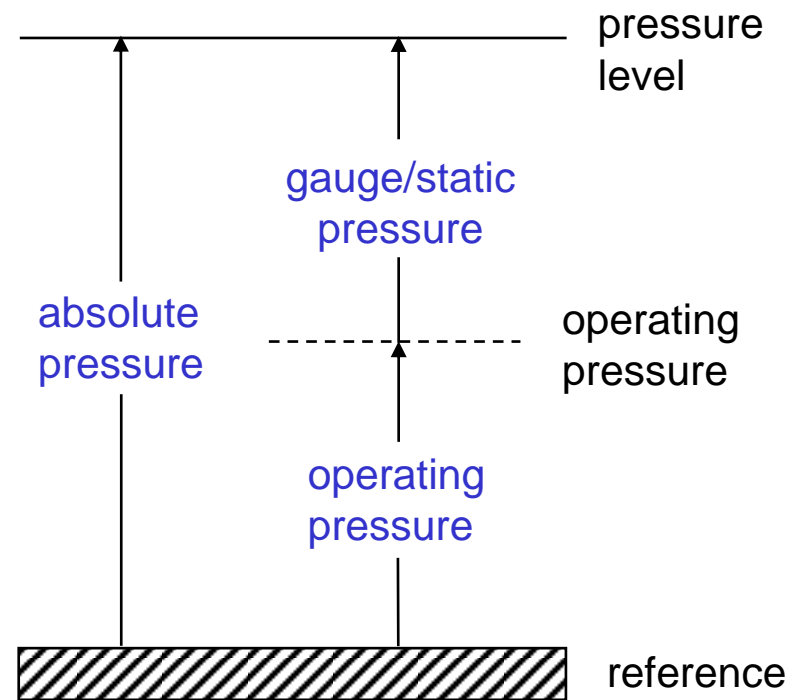 pressure
level
gauge/static
pressure
absolute
pressure
operating
pressure
operating
pressure
reference